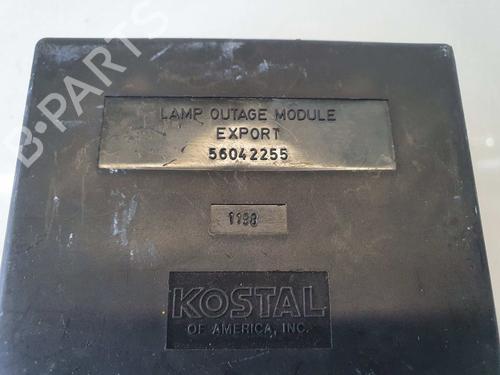 LAMP OUTAGE MODULE
EXPORT
56042255
1198
KOSTAL
OF AMERICA, INC.
B-PARTS